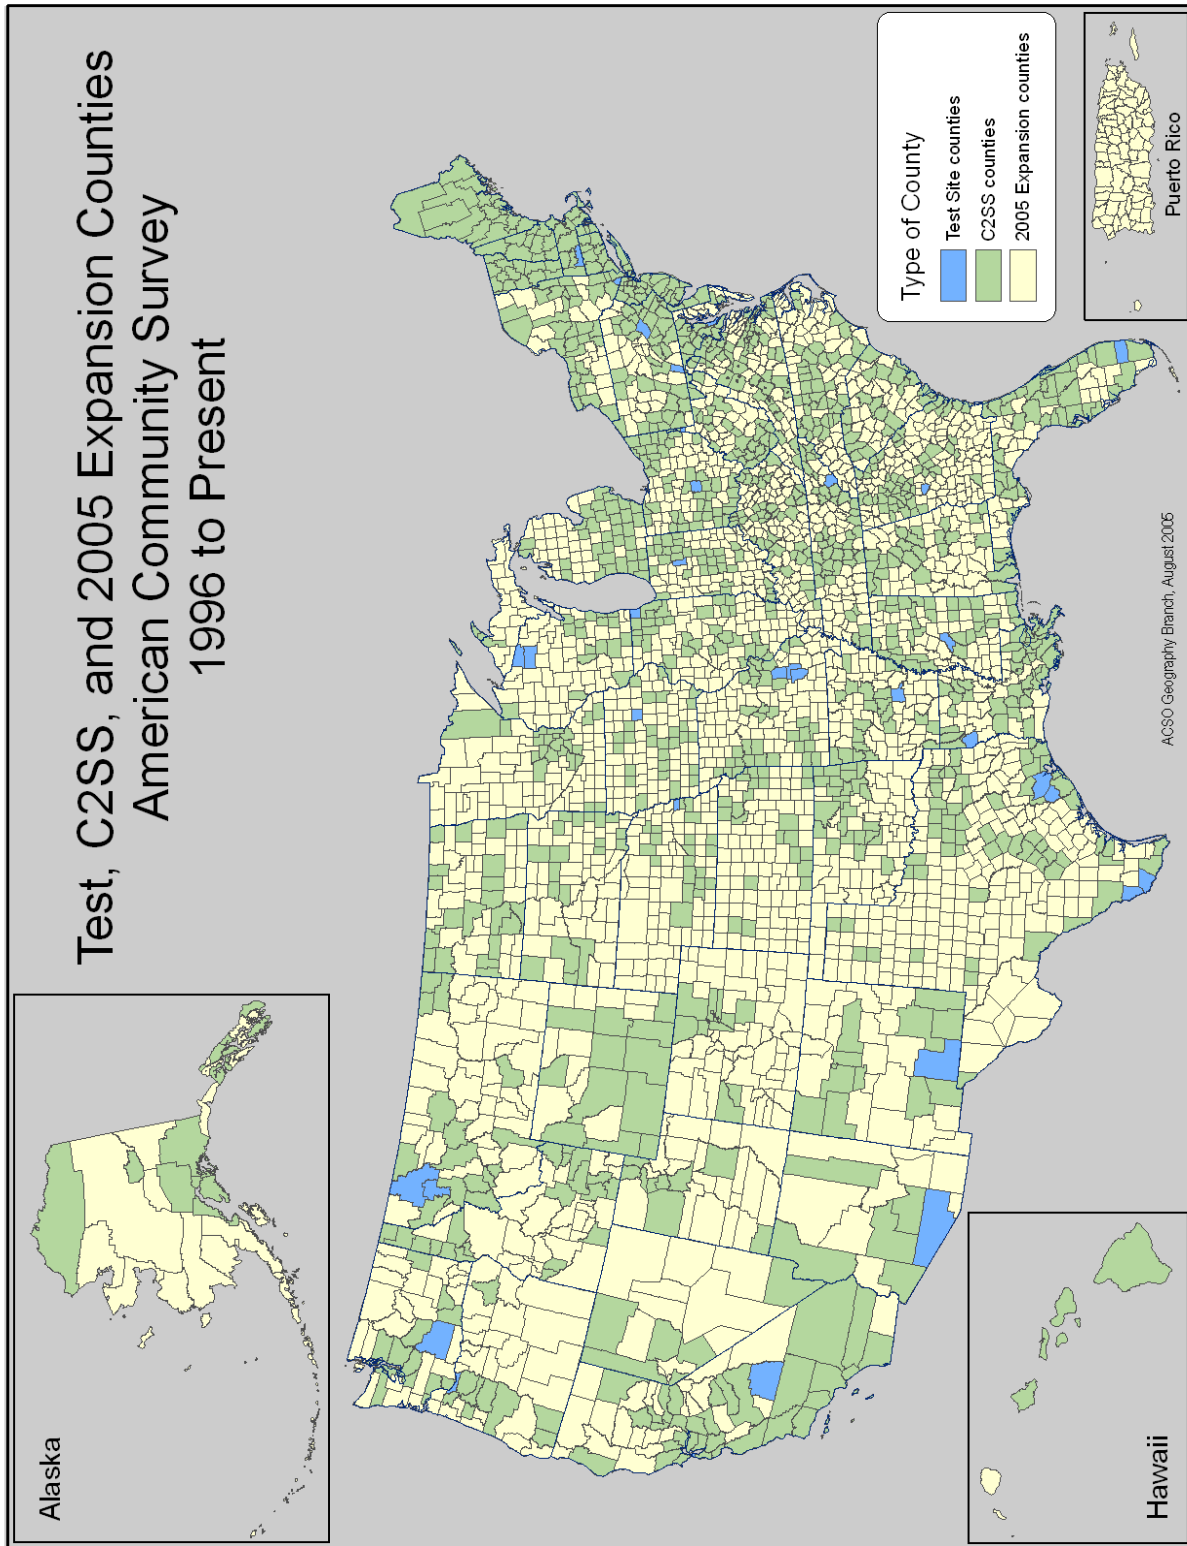 Test, C2SS, and 2005 Expansion Counties
American Community Survey
1996 to Present
Alaska
Hawaii
Type of County
Test Site counties
C2SS counties
2005 Expansion counties
Puerto Rico
ACSO Geography Branch, August 2005